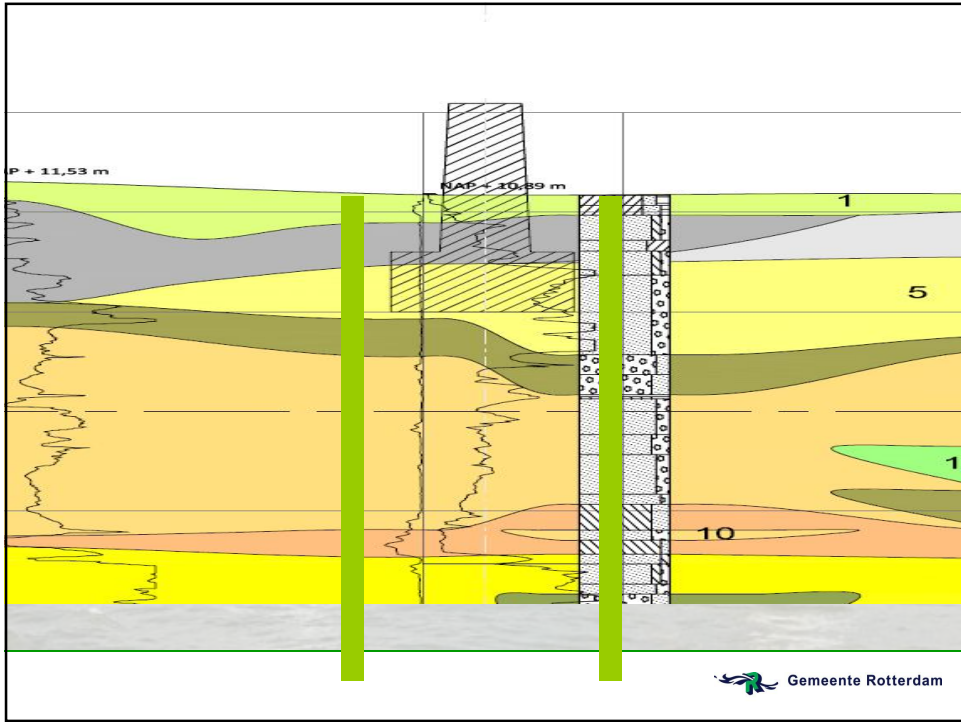 P + 11,53 m
NAP + 10,89 m
1
5
1
10
Gemeente Rotterdam